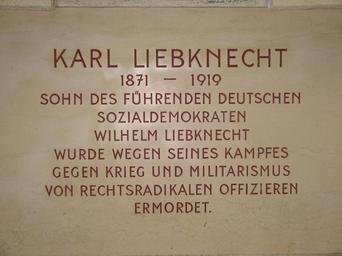 KARL LIEBKNECHT
1871 — 1919
SOHN DES FÜHRENDEN DEUTSCHEN
SOZIALDEMOKRATEN
WILHELM LIEBKNECHT
WURDE WEGEN SEINES KAMPFES
GEGEN KRIEG UND MILITARISMUS
VON RECHTSRADIKALEN OFFIZIEREN
ERMORDET.